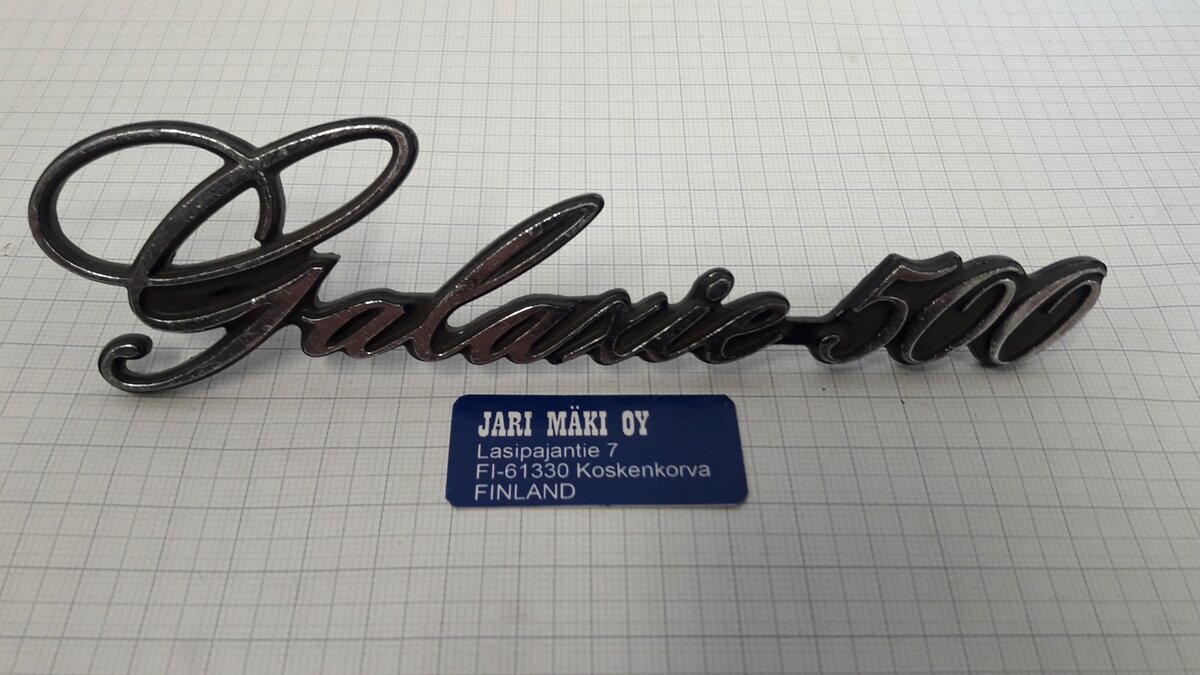 Galaxie 500
JARI MÄKI OY
Lasipajantie 7
FI-61330 Koskenkorva
FINLAND